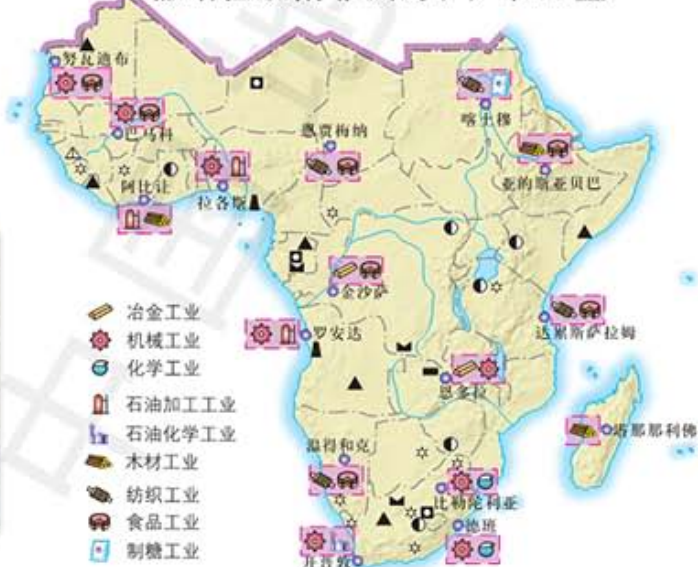 努瓦迪布
巴马科
恩贾梅纳
喀土穆
阿比让
拉各斯
亚的斯亚贝巴
金沙萨
罗安达
达累斯萨拉姆
恩多拉
塔那那利佛
温得和克
比勒陀利亚
德班
开普敦
冶金工业
机械工业
化学工业
石油加工工业
石油化学工业
木材工业
纺织工业
食品工业
制糖工业